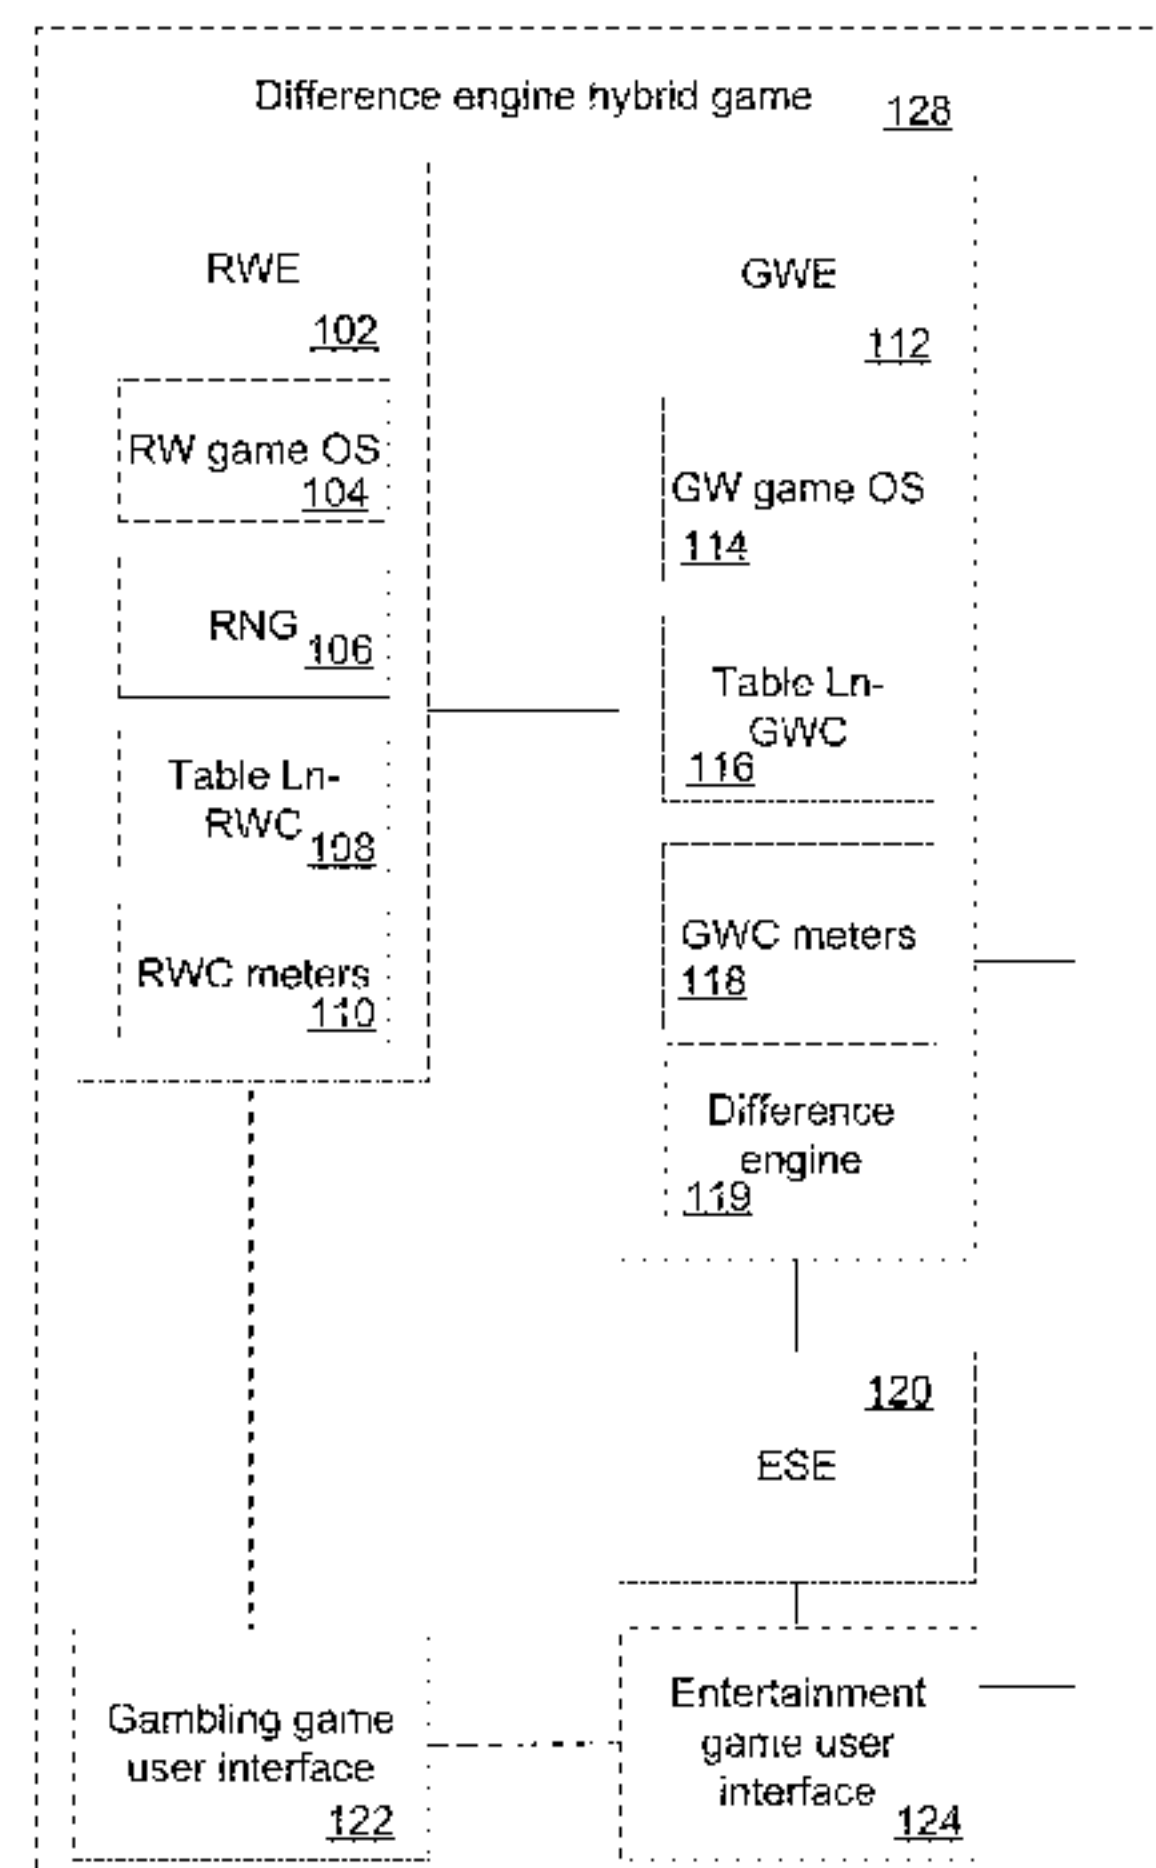 Difference engine hybrid game
128
RWE
102
RW game OS
104
RNG
106
Table Ln-
RWC
108
RWC meters
110
GWE
112
GW game OS
114
Table Ln-
GWC
116
GWC meters
118
Difference
engine
119
120
ESE
Gambling game
user interface
122
Entertainment
game user
interface
124